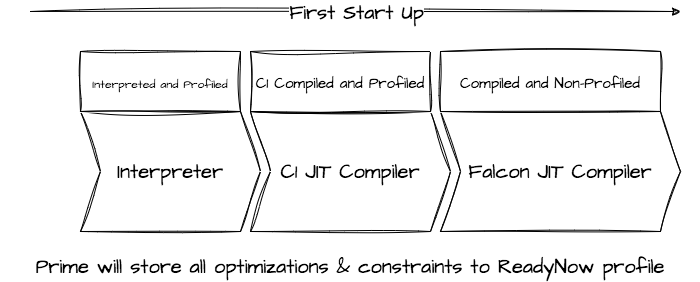 First Start Up
Interpreted and Profiled
C1 Compiled and Profiled
Compiled and Non-Profiled
Interpreter
C1 JIT Compiler
Falcon JIT Compiler
Prime will store all optimizations & constraints to ReadyNow profile